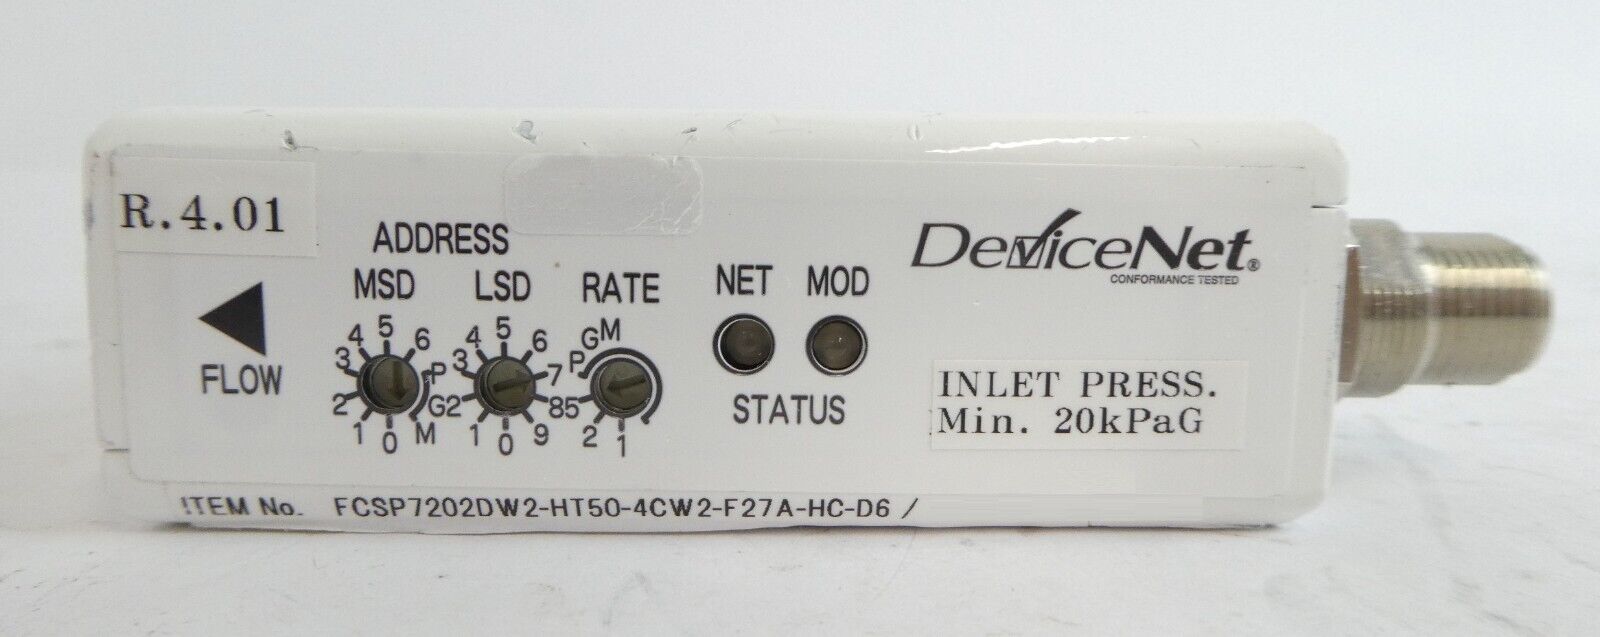 R.4.01
ADDRESS
MSD LSD RATE
NET MOD
DeviceNet®
CONFORMANCE TESTED
FLOW
0 1 2 3 4 5 6 P G M
0 1 2 3 4 5 6 7 8 9
1 2 5 P G M
STATUS
INLET PRESS.
Min. 20kPaG
ITEM No. FCSP7202DW2-HT50-4CW2-F27A-HC-D6 /